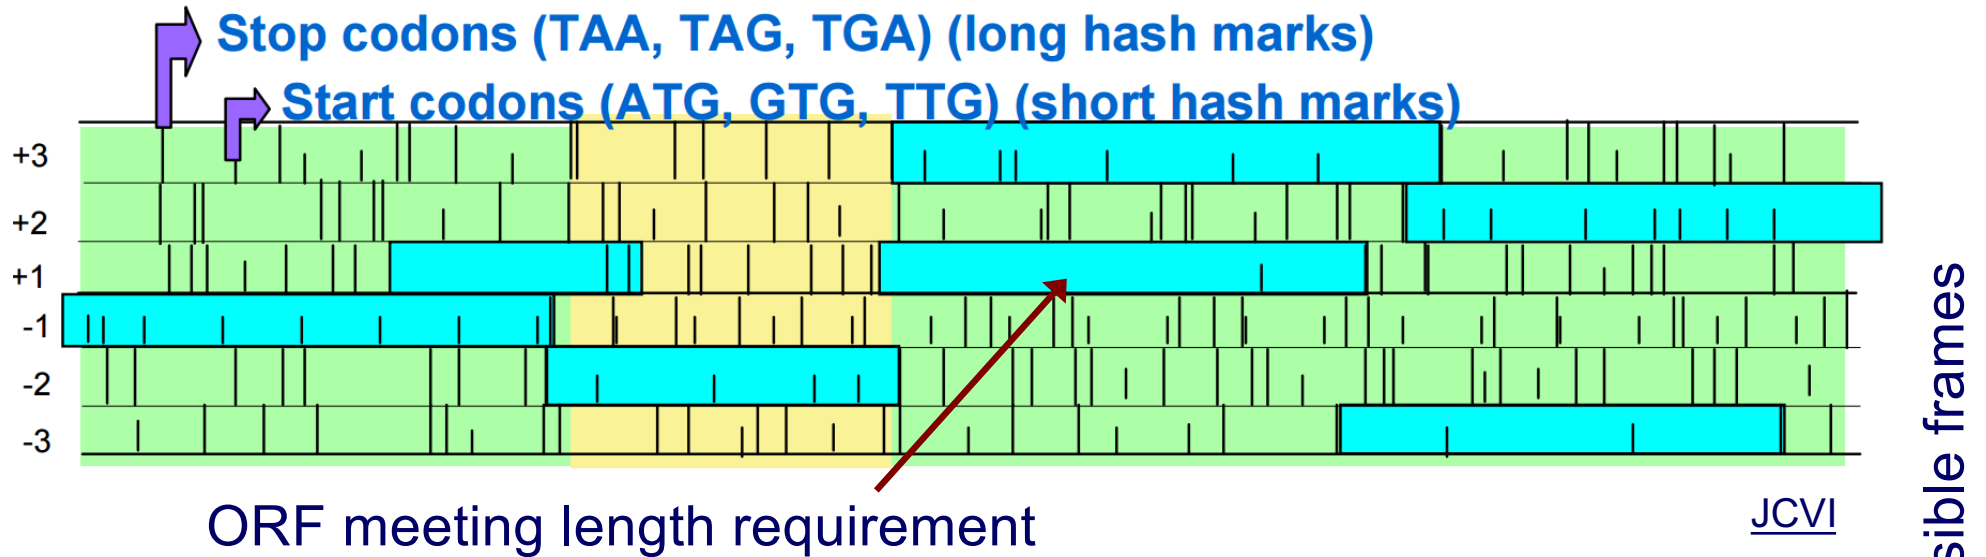 Stop codons (TAA, TAG, TGA) (long hash marks)
Start codons (ATG, GTG, TTG) (short hash marks)
+3
+2
+1
-1
-2
-3
ORF meeting length requirement
JCVI
frames